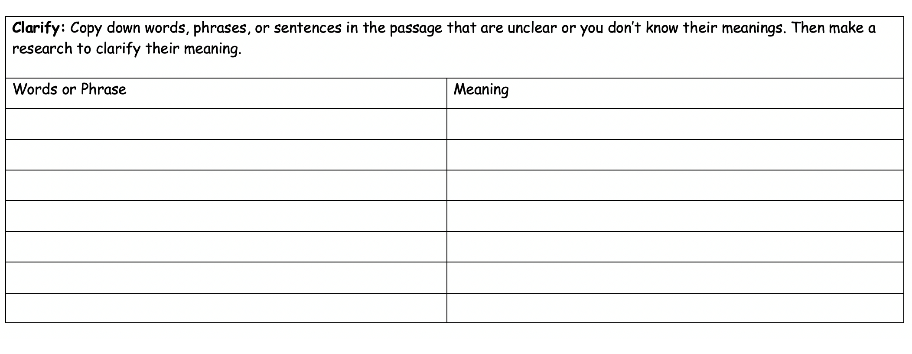 Clarify: Copy down words, phrases, or sentences in the passage that are unclear or you don't know their meanings. Then make a
research to clarify their meaning.
Words or Phrase
Meaning